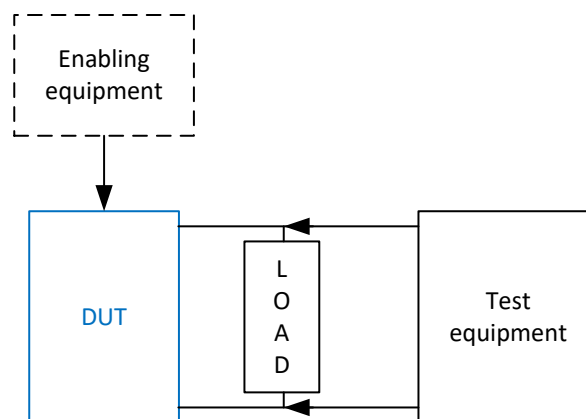 Enabling
equipment
DUT
L
O
A
D
Test
equipment